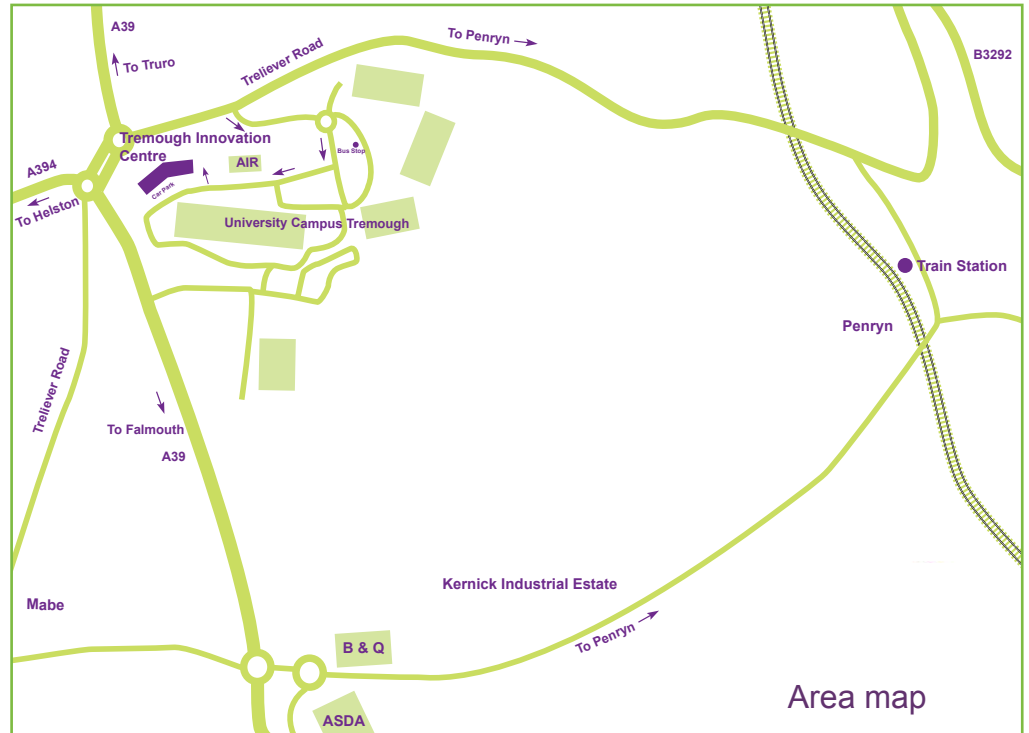 A39
To Truro
Treliever Road
To Penryn
B3292
Tremough Innovation
Centre
Bus Stop
AIR
A394
Car Park
To Helston
University Campus Tremough
Train Station
Penryn
Treliever Road
To Falmouth
A39
Kernick Industrial Estate
Mabe
To Penryn
B & Q
Area map
ASDA